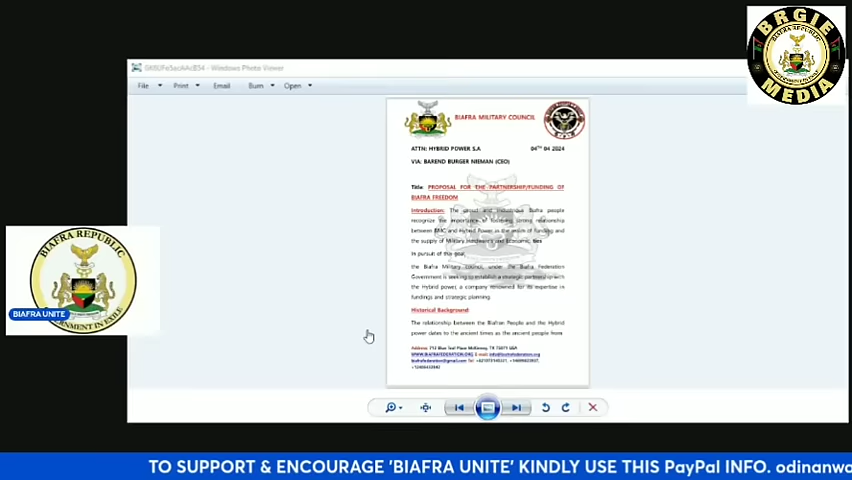 BRGIE
MEDIA
Windows Photo Viewer
File Print Email Burn Open
BIAFRA MILITARY COUNCIL
ATTN: HYBRID POWER S.A 04TH 04 2024
VIA: BAREND BURGER NIEMAN (CEO)
Title: PROPOSAL FOR THE PARTNERSHIP/FUNDING OF
BIAFRA FREEDOM
Introduction: The proud and industrious Biafra people
recognize the importance of fostering strong relationship
between BMC and Hybrid Power in the realm of funding and
the supply of Military Hardware and Economic ties
In pursuit of this goal,
the Biafra Military council under the Biafra Federation
Government is seeking to establish a strategic partnership with
the Hybrid power, a company renowned for its expertise in
fundings and strategic planning
Historical Background:
The relationship between the Biafran People and the Hybrid
power dates to the ancient times as the ancient people from
WWW.BIAFRAFEDERATION.ORG
BIAFRA REPUBLIC
GOVERNMENT IN EXILE
BIAFRA UNITE
TO SUPPORT & ENCOURAGE 'BIAFRA UNITE' KINDLY USE THIS PayPal INFO. odinanwa